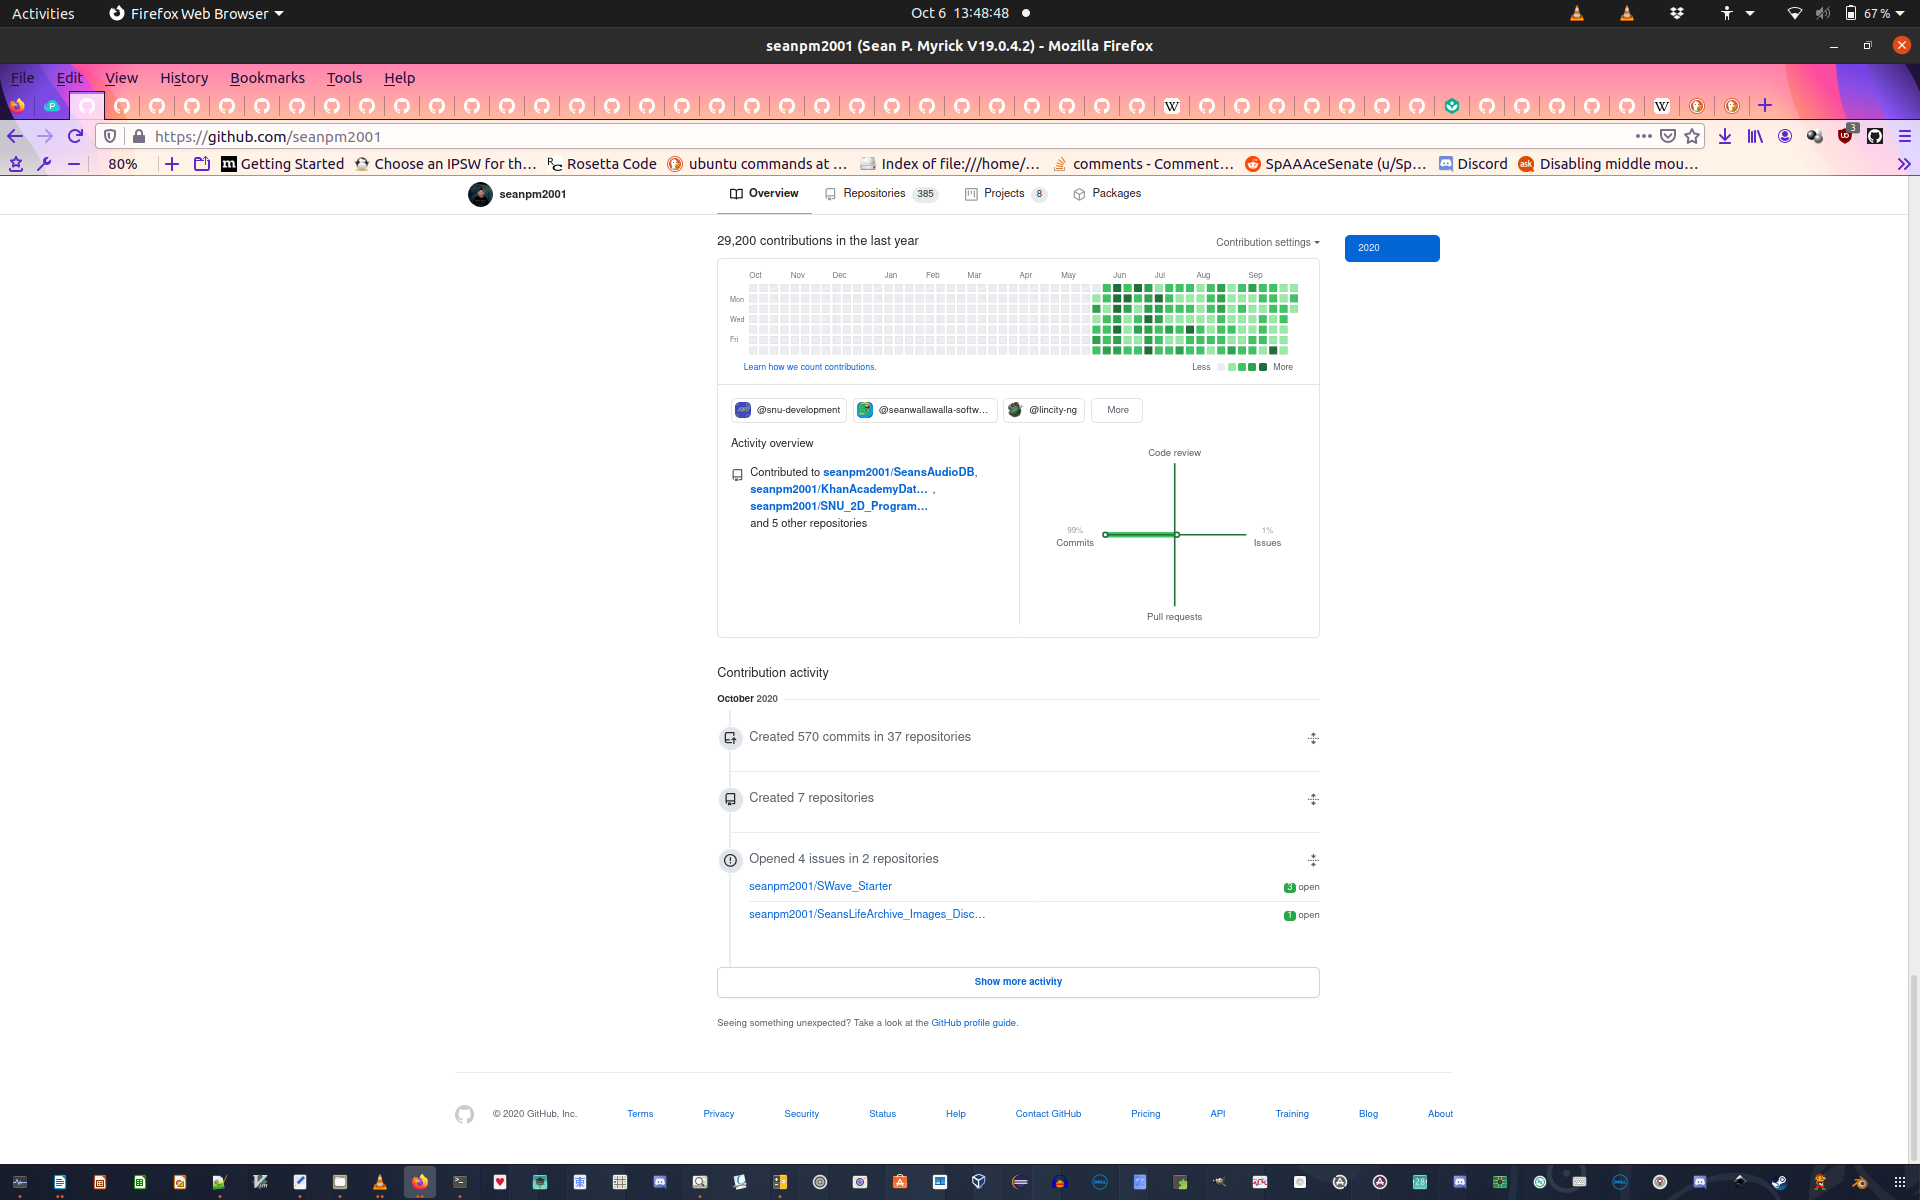 Activities
Firefox Web Browser
Oct 6 13:48:48
67 %
seanpm2001 (Sean P. Myrick V19.0.4.2) - Mozilla Firefox
File Edit View History Bookmarks Tools Help
https://github.com/seanpm2001
3
80%
Getting Started
Choose an IPSW for th…
Rosetta Code
ubuntu commands at …
Index of file:///home/…
comments - Comment…
SpAAAceSenate (u/Sp…
Discord
Disabling middle mou…
seanpm2001
Overview
Repositories 385
Projects 8
Packages
29,200 contributions in the last year
Contribution settings
2020
Oct Nov Dec Jan Feb Mar Apr May Jun Jul Aug Sep
Mon
Wed
Fri
Learn how we count contributions.
Less More
@snu-development
@seanwallawalla-softw…
@lincity-ng
More
Activity overview
Contributed to seanpm2001/SeansAudioDB,
seanpm2001/KhanAcademyDat… ,
seanpm2001/SNU_2D_Program…
and 5 other repositories
Code review
99%
Commits
1%
Issues
Pull requests
Contribution activity
October 2020
Created 570 commits in 37 repositories
Created 7 repositories
Opened 4 issues in 2 repositories
seanpm2001/SWave_Starter
3 open
seanpm2001/SeansLifeArchive_Images_Disc…
1 open
Show more activity
Seeing something unexpected? Take a look at the GitHub profile guide.
© 2020 GitHub, Inc.
Terms
Privacy
Security
Status
Help
Contact GitHub
Pricing
API
Training
Blog
About